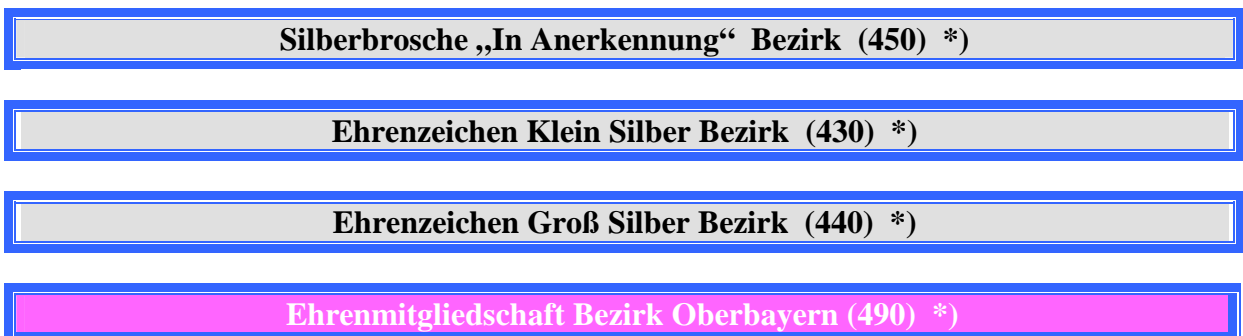 Silberbrosche „In Anerkennung“ Bezirk (450) *)
Ehrenzeichen Klein Silber Bezirk (430) *)
Ehrenzeichen Groß Silber Bezirk (440) *)
Ehrenmitgliedschaft Bezirk Oberbayern (490) *)